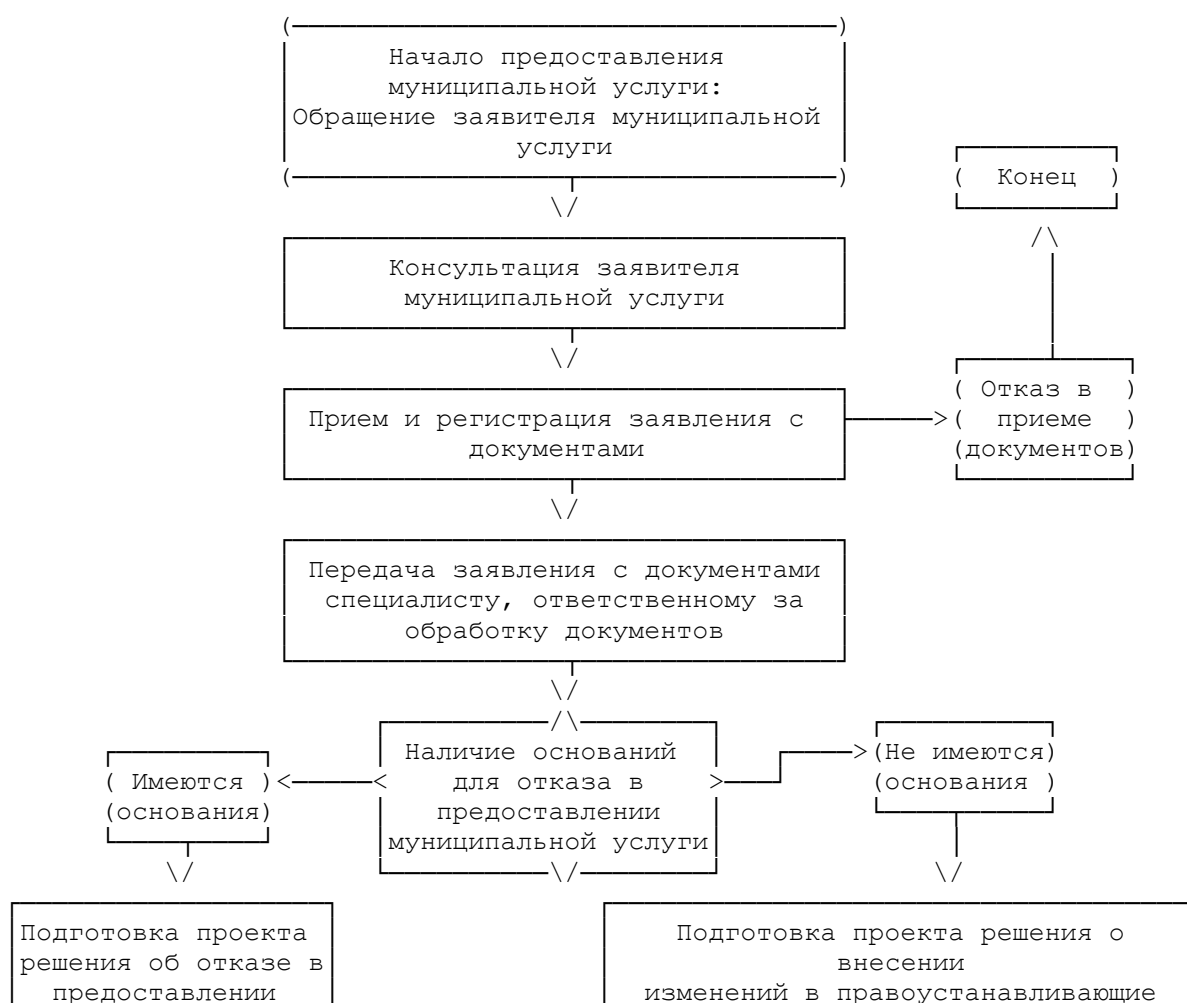 Начало предоставления
муниципальной услуги:
Обращение заявителя муниципальной
услуги
Конец
Консультация заявителя
муниципальной услуги
Прием и регистрация заявления с
документами
Отказ в
приеме
документов
Передача заявления с документами
специалисту, ответственному за
обработку документов
Наличие оснований
для отказа в
предоставлении
муниципальной услуги
Имеются
основания
Не имеются
основания
Подготовка проекта
решения об отказе в
предоставлении
Подготовка проекта решения о
внесении
изменений в правоустанавливающие